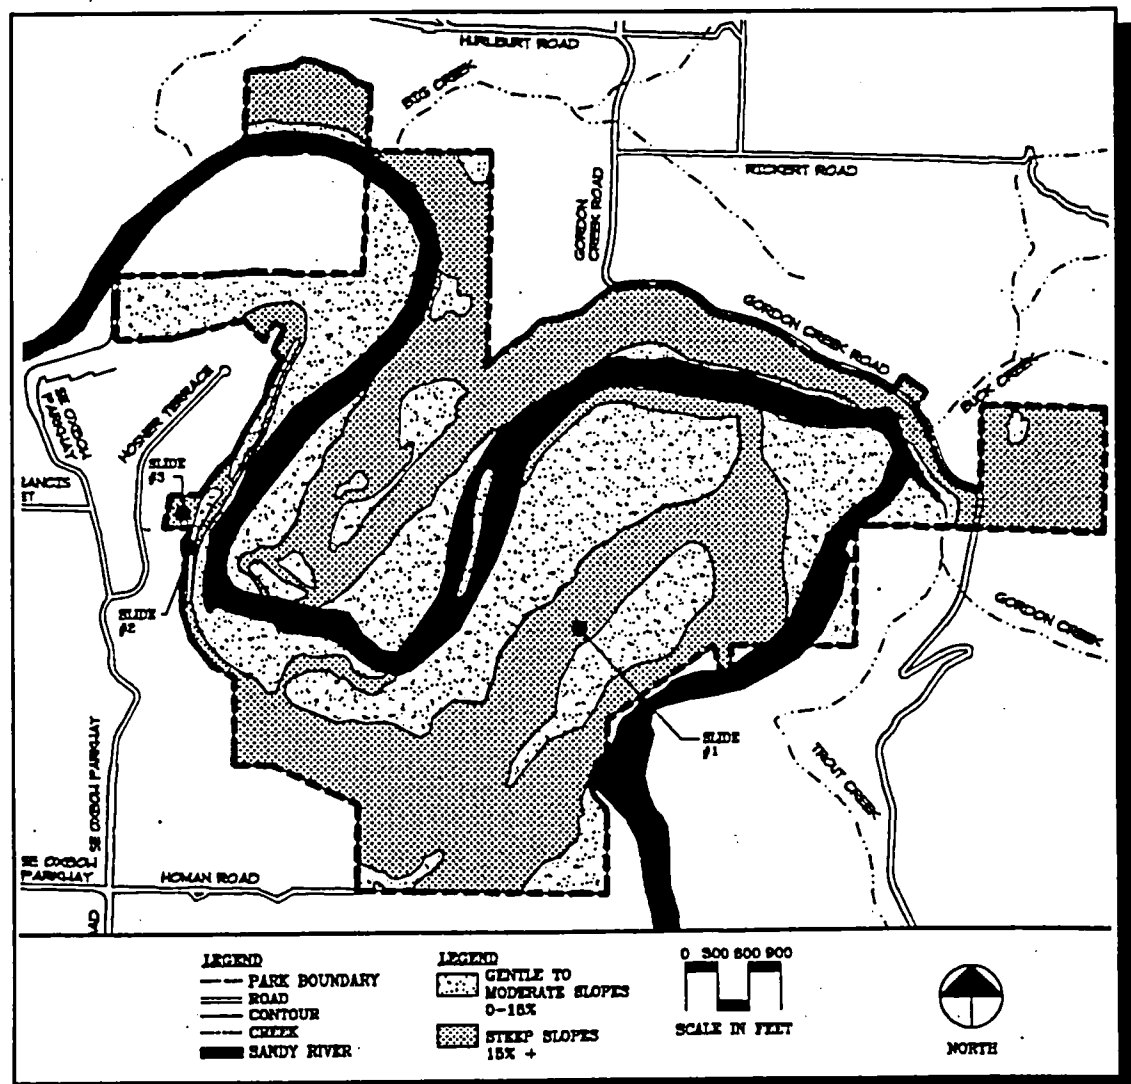 HURLBURT ROAD
BIG CREEK
RICKERT ROAD
GORDON
CREEK ROAD
GORDON CREEK ROAD
BUCK CREEK
SE OXBOW
PARKWAY
HOSNER TERRACE
SLIDE
#3
LANCIS
ET
SLIDE
#2
GORDON CREEK
SLIDE
#1
TROUT CREEK
SE OXBOW PARKWAY
SE OXBOW
PARKWAY
HOMAN ROAD
AD
LEGEND
PARK BOUNDARY
ROAD
CONTOUR
CREEK
SANDY RIVER
LEGEND
GENTLE TO
MODERATE SLOPES
0-15%
STEEP SLOPES
15% +
0 300 600 900
SCALE IN FEET
NORTH